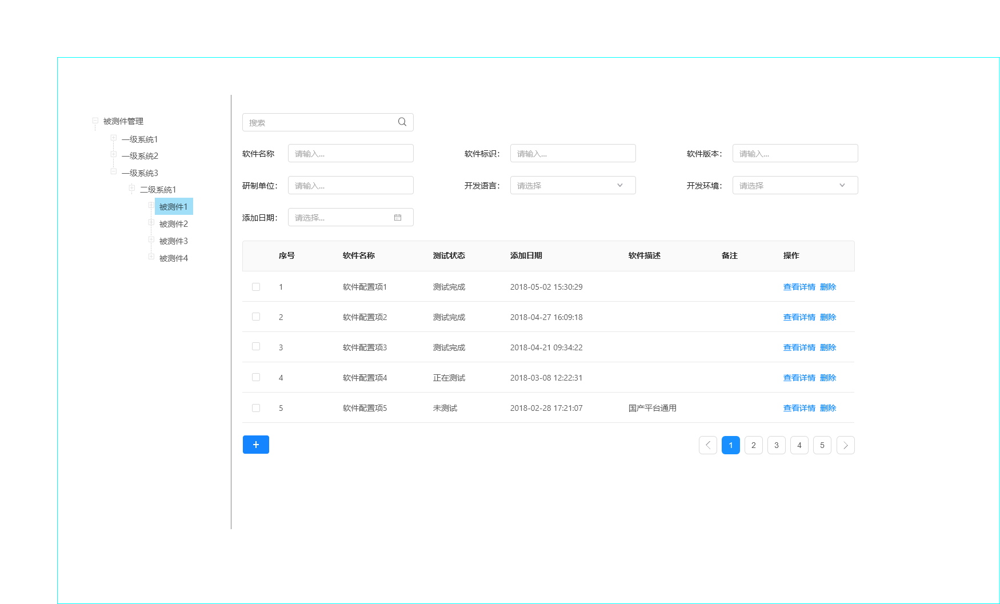 被测件管理
一级系统1
一级系统2
一级系统3
二级系统1
被测件1
被测件2
被测件3
被测件4
搜索
软件名称 请输入... 软件标识： 请输入... 软件版本： 请输入...
研制单位： 请输入... 开发语言： 请选择 开发环境： 请选择
添加日期： 请选择...
序号 软件名称 测试状态 添加日期 软件描述 备注 操作
1 软件配置项1 测试完成 2018-05-02 15:30:29 查看详情 删除
2 软件配置项2 测试完成 2018-04-27 16:09:18 查看详情 删除
3 软件配置项3 测试完成 2018-04-21 09:34:22 查看详情 删除
4 软件配置项4 正在测试 2018-03-08 12:22:31 查看详情 删除
5 软件配置项5 未测试 2018-02-28 17:21:07 国产平台通用 查看详情 删除
+ 1 2 3 4 5